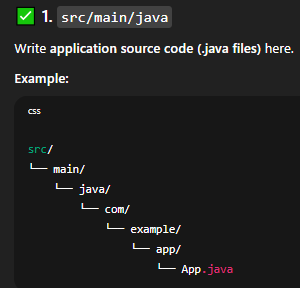 ✅ 1. src/main/java
Write application source code (.java files) here.
Example:
css
src/
└── main/
└── java/
└── com/
└── example/
└── app/
└── App.java